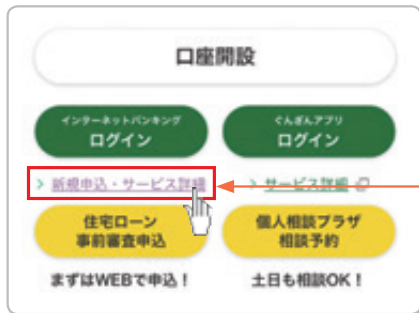 口座開設
インターネットバンキング
ログイン
ぐんぎんアプリ
ログイン
> 新規申込・サービス詳細
> サービス詳細
住宅ローン
事前審査申込
個人相談プラザ
相談予約
まずはWEBで申込！
土日も相談OK！